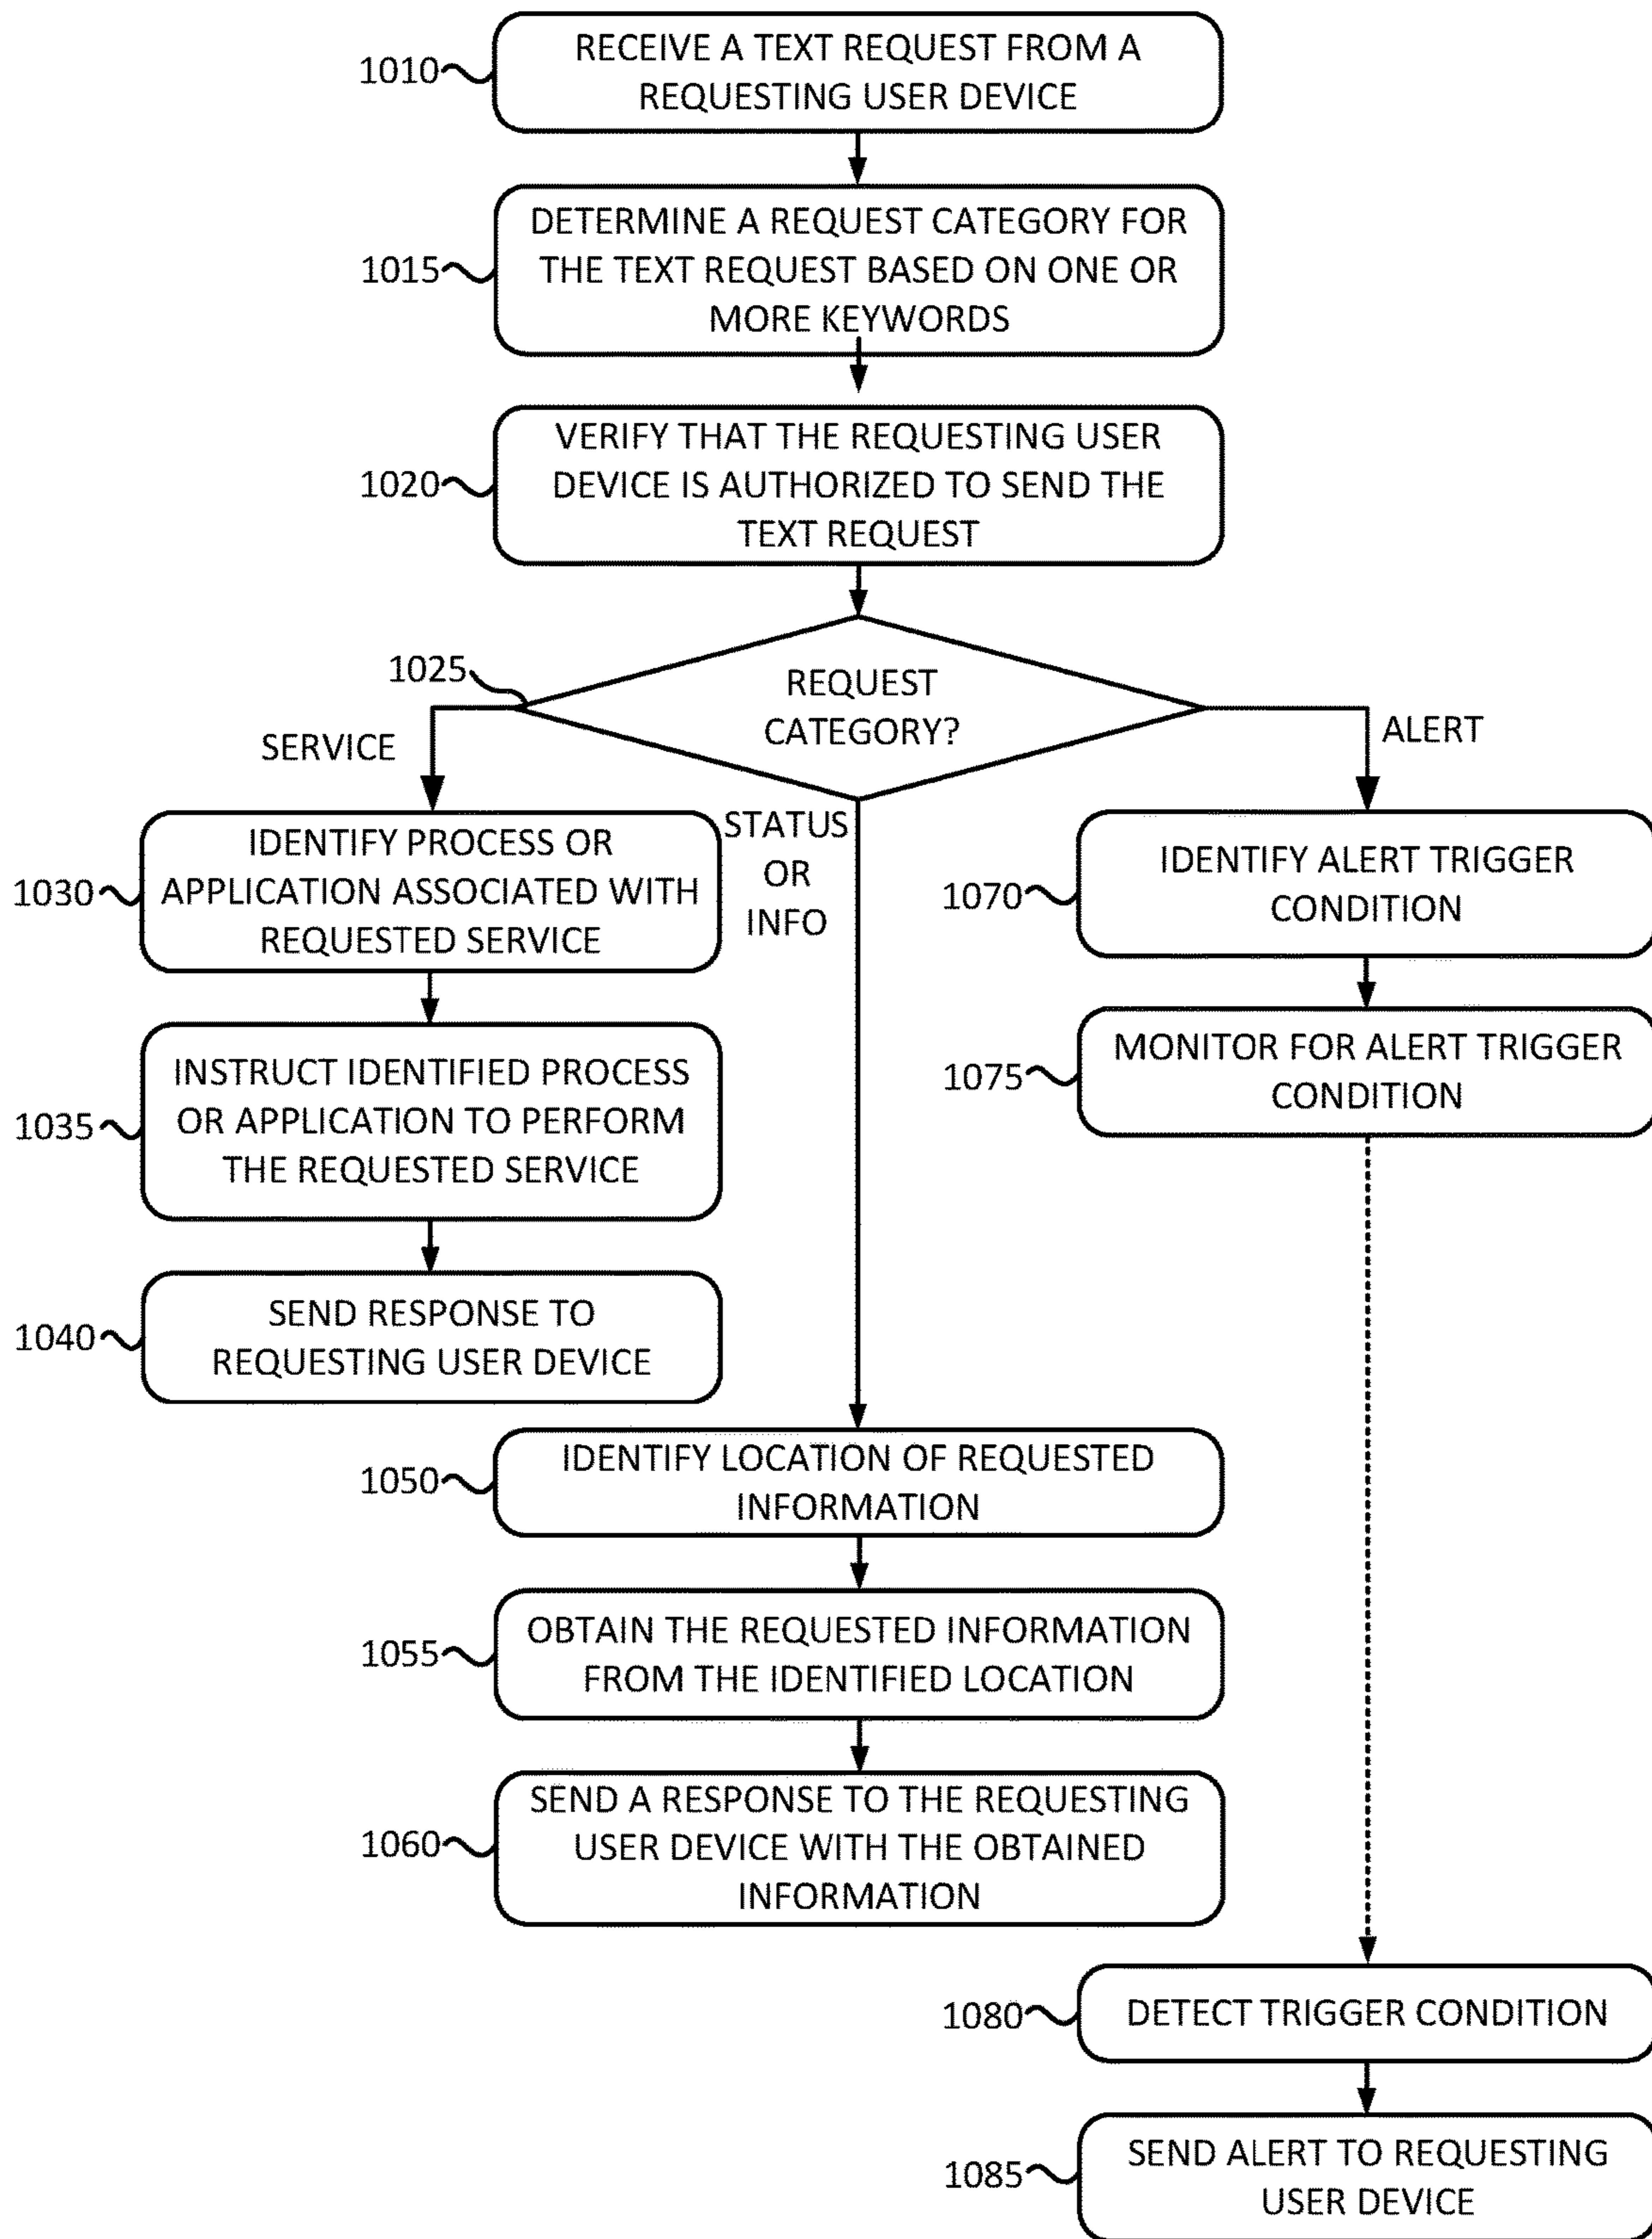 RECEIVE A TEXT REQUEST FROM A
REQUESTING USER DEVICE
1010
DETERMINE A REQUEST CATEGORY FOR
THE TEXT REQUEST BASED ON ONE OR
MORE KEYWORDS
1015
VERIFY THAT THE REQUESTING USER
DEVICE IS AUTHORIZED TO SEND THE
TEXT REQUEST
1020
1025
REQUEST
CATEGORY?
SERVICE
STATUS
OR
INFO
ALERT
IDENTIFY PROCESS OR
APPLICATION ASSOCIATED WITH
REQUESTED SERVICE
1030
INSTRUCT IDENTIFIED PROCESS
OR APPLICATION TO PERFORM
THE REQUESTED SERVICE
1035
SEND RESPONSE TO
REQUESTING USER DEVICE
1040
IDENTIFY LOCATION OF REQUESTED
INFORMATION
1050
OBTAIN THE REQUESTED INFORMATION
FROM THE IDENTIFIED LOCATION
1055
SEND A RESPONSE TO THE REQUESTING
USER DEVICE WITH THE OBTAINED
INFORMATION
1060
IDENTIFY ALERT TRIGGER
CONDITION
1070
MONITOR FOR ALERT TRIGGER
CONDITION
1075
DETECT TRIGGER CONDITION
1080
SEND ALERT TO REQUESTING
USER DEVICE
1085